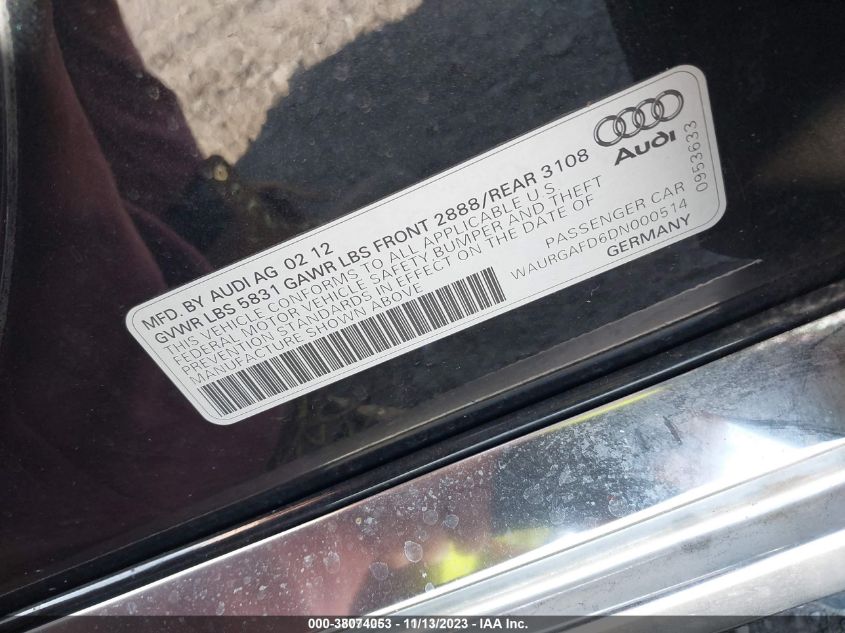 MFD. BY AUDI AG 02 12
GVWR LBS 5831 GAWR LBS FRONT 2888/REAR 3108
THIS VEHICLE CONFORMS TO ALL APPLICABLE U S
FEDERAL MOTOR VEHICLE SAFETY BUMPER AND THEFT
PREVENTION STANDARDS IN EFFECT ON THE DATE OF
MANUFACTURE SHOWN ABOVE
Audi
PASSENGER CAR
WAURGAFD6DN000514
GERMANY
0953633
000-38074053 - 11/13/2023 - IAA Inc.